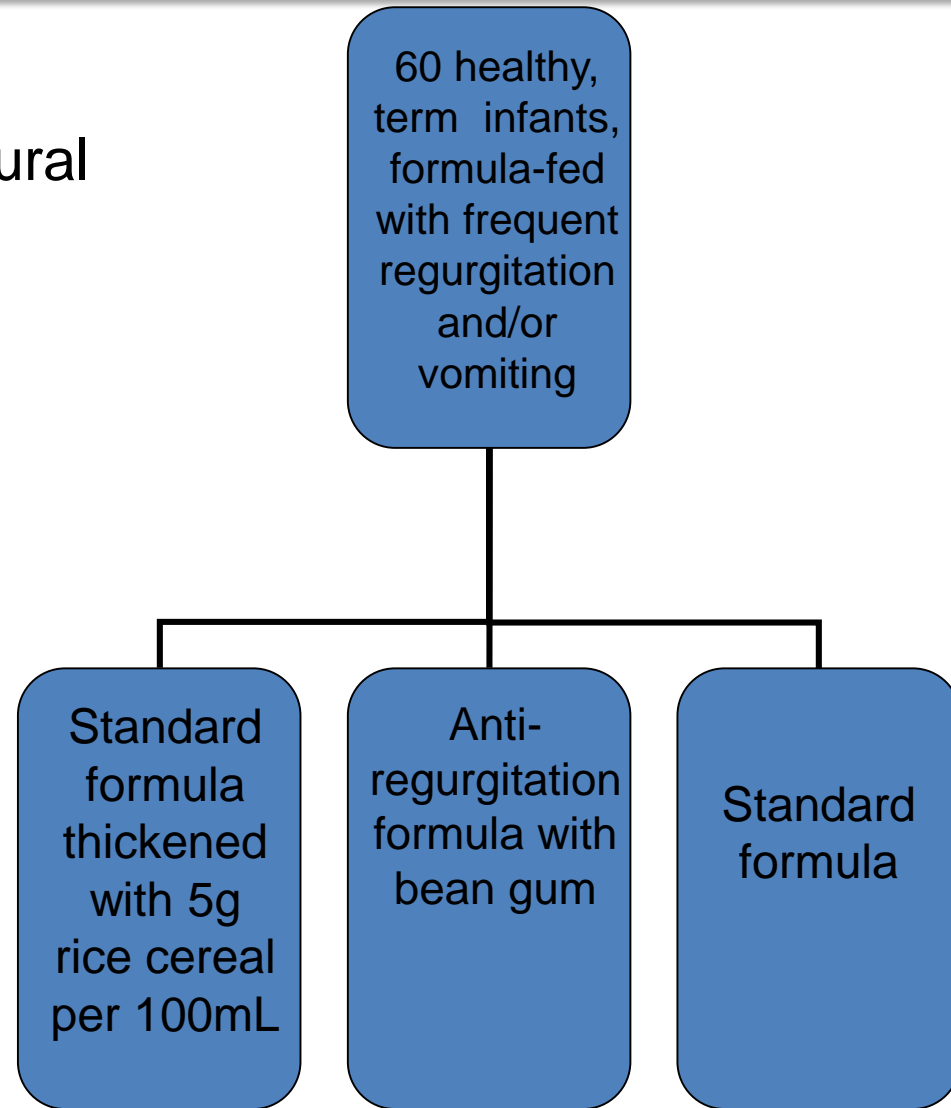 ural
60 healthy,
term infants,
formula-fed
with frequent
regurgitation
and/or
vomiting
Standard
formula
thickened
with 5g
rice cereal
per 100mL
Anti-
regurgitation
formula with
bean gum
Standard
formula